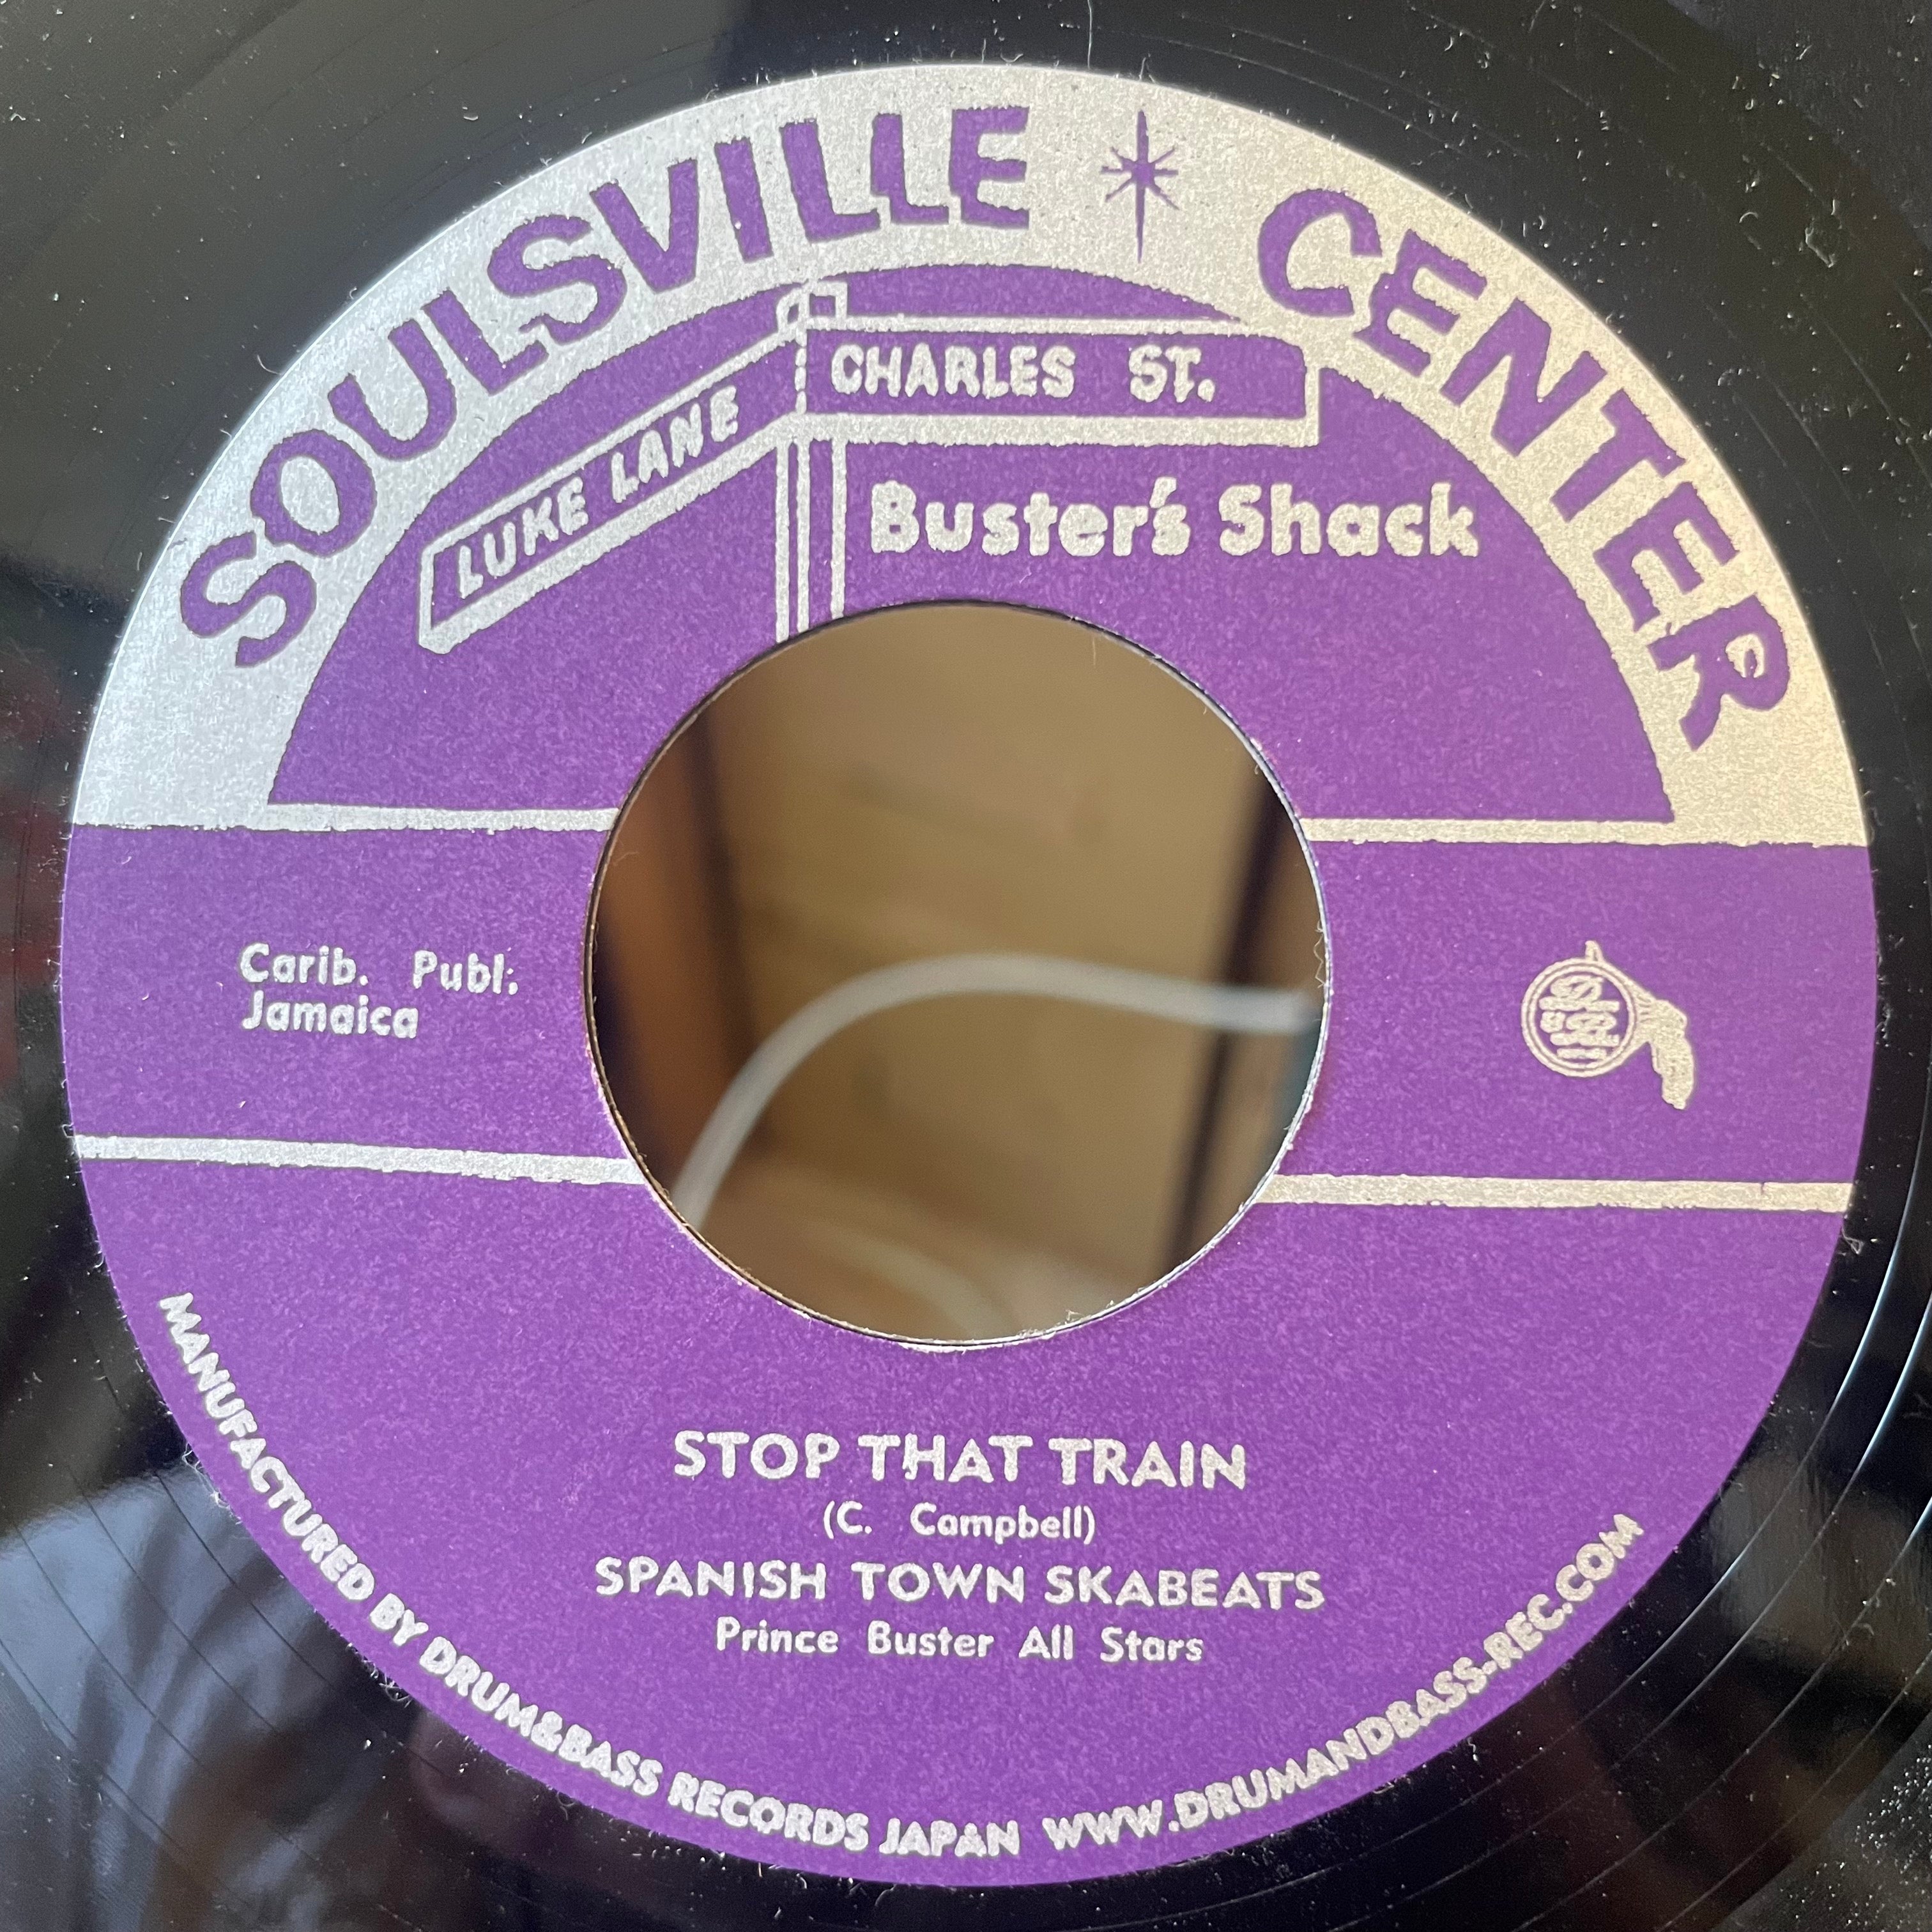 SOULSVILLE CENTER
LUKE LANE
CHARLES ST.
Buster's Shack
Carib. Publ:
Jamaica
STOP THAT TRAIN
(C. Campbell)
SPANISH TOWN SKABEATS
Prince Buster All Stars
MANUFACTURED BY DRUM&BASS RECORDS JAPAN WWW.DRUMANDBASS-REC.COM